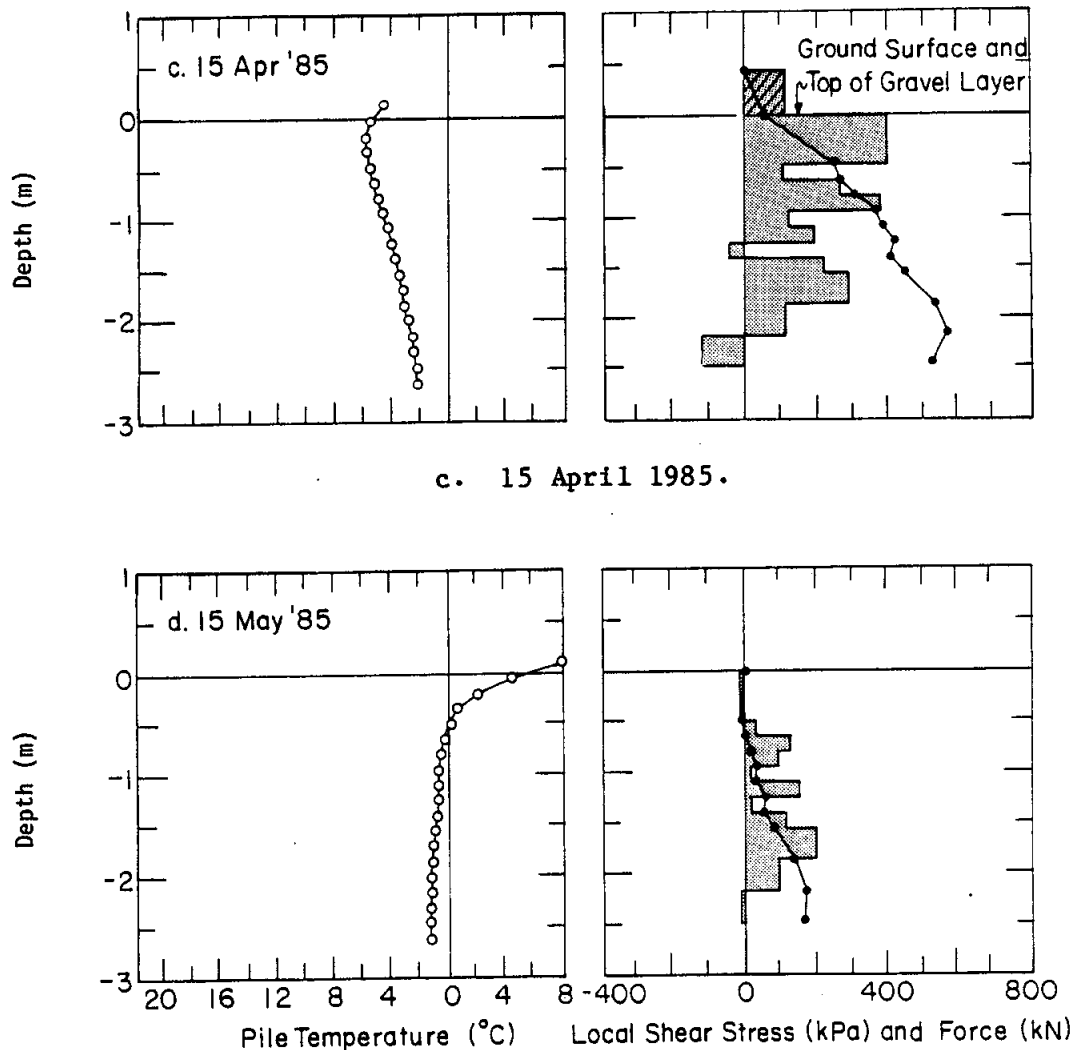 1
c. 15 Apr '85
Ground Surface and
Top of Gravel Layer
0
-1
-2
-3
Depth (m)
c. 15 April 1985.
1
d. 15 May '85
0
-1
-2
-3
Depth (m)
20 16 12 8 4 0 4 8
-400 0 400 800
Pile Temperature (°C)
Local Shear Stress (kPa) and Force (kN)